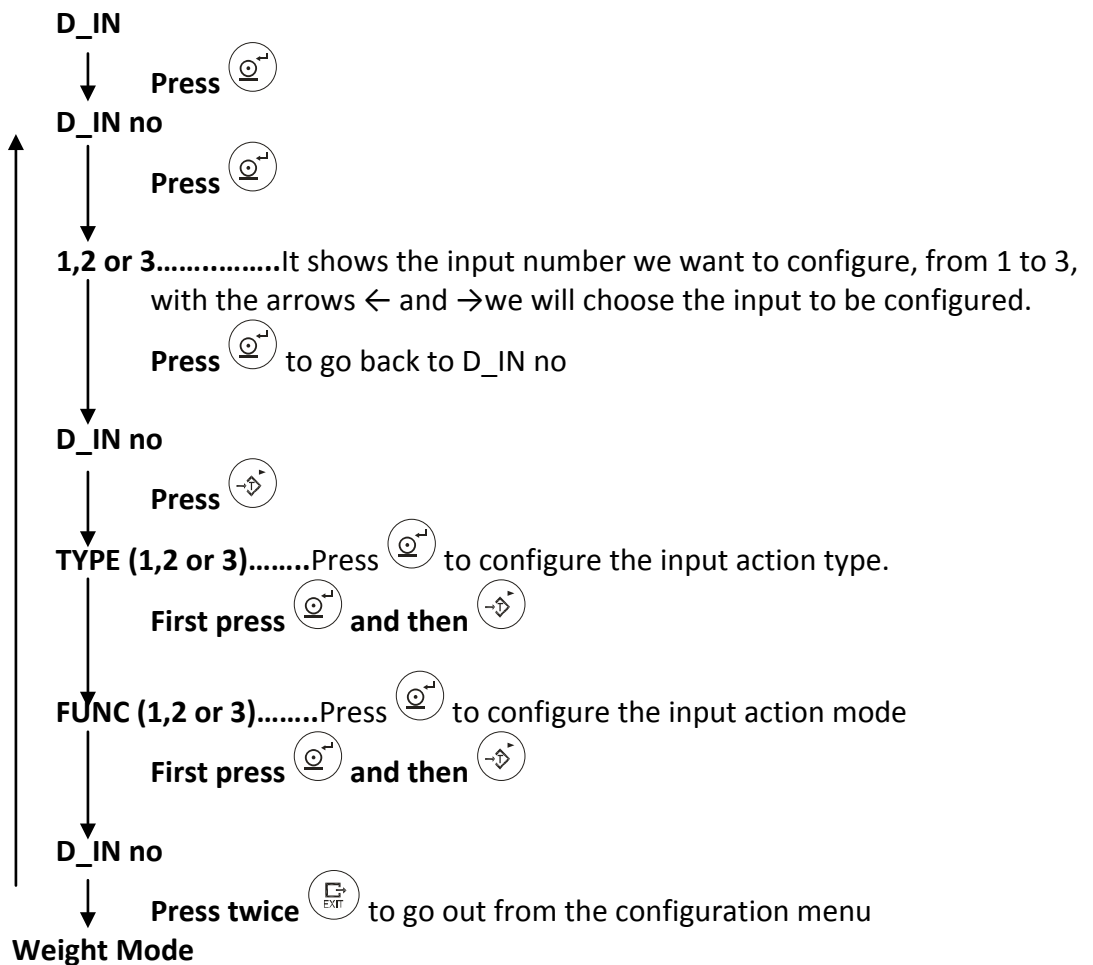 D_IN
Press
D_IN no
Press
1,2 or 3……..……..It shows the input number we want to configure, from 1 to 3,
with the arrows ← and →we will choose the input to be configured.
Press to go back to D_IN no
D_IN no
Press T
TYPE (1,2 or 3)……..Press to configure the input action type.
First press and then T
FUNC (1,2 or 3)……..Press to configure the input action mode
First press and then T
D_IN no
Press twice EXIT to go out from the configuration menu
Weight Mode